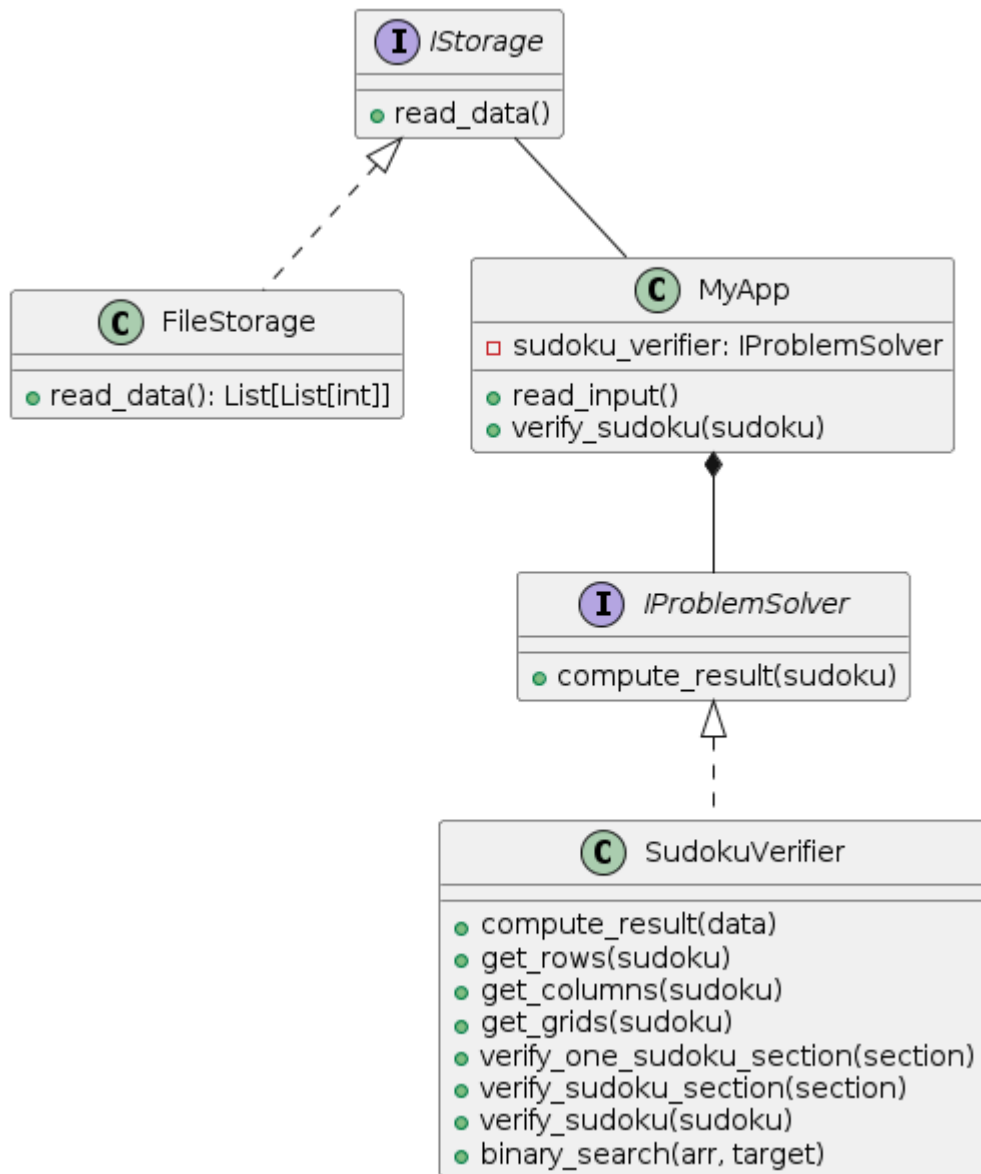 I IStorage
read_data()
C FileStorage
read_data(): List[List[int]]
C MyApp
sudoku_verifier: IProblemSolver
read_input()
verify_sudoku(sudoku)
I IProblemSolver
compute_result(sudoku)
C SudokuVerifier
compute_result(data)
get_rows(sudoku)
get_columns(sudoku)
get_grids(sudoku)
verify_one_sudoku_section(section)
verify_sudoku_section(section)
verify_sudoku(sudoku)
binary_search(arr, target)